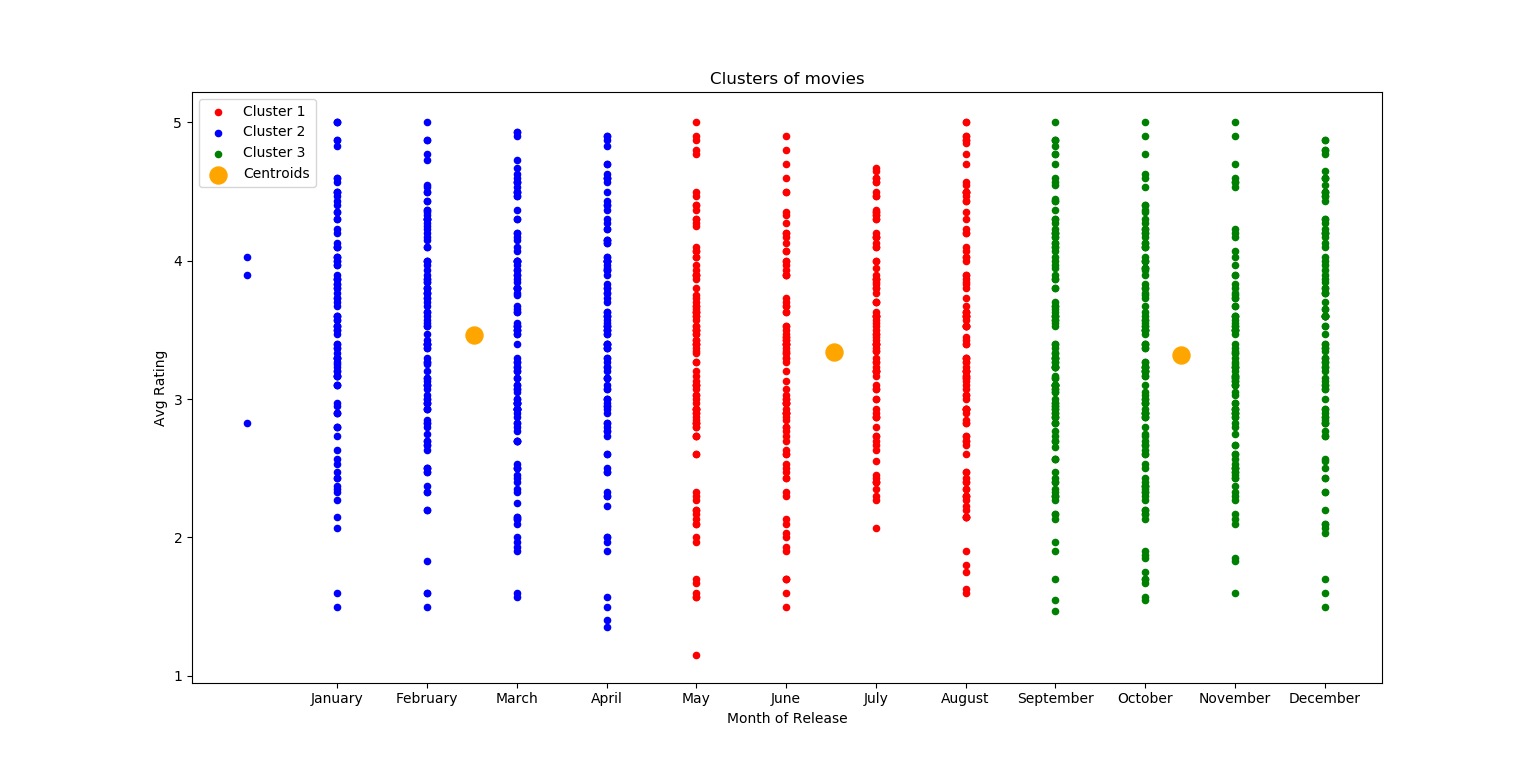 Clusters of movies
Cluster 1
Cluster 2
Cluster 3
Centroids
5
4
3
2
1
Avg Rating
January February March April May June July August September October November December
Month of Release